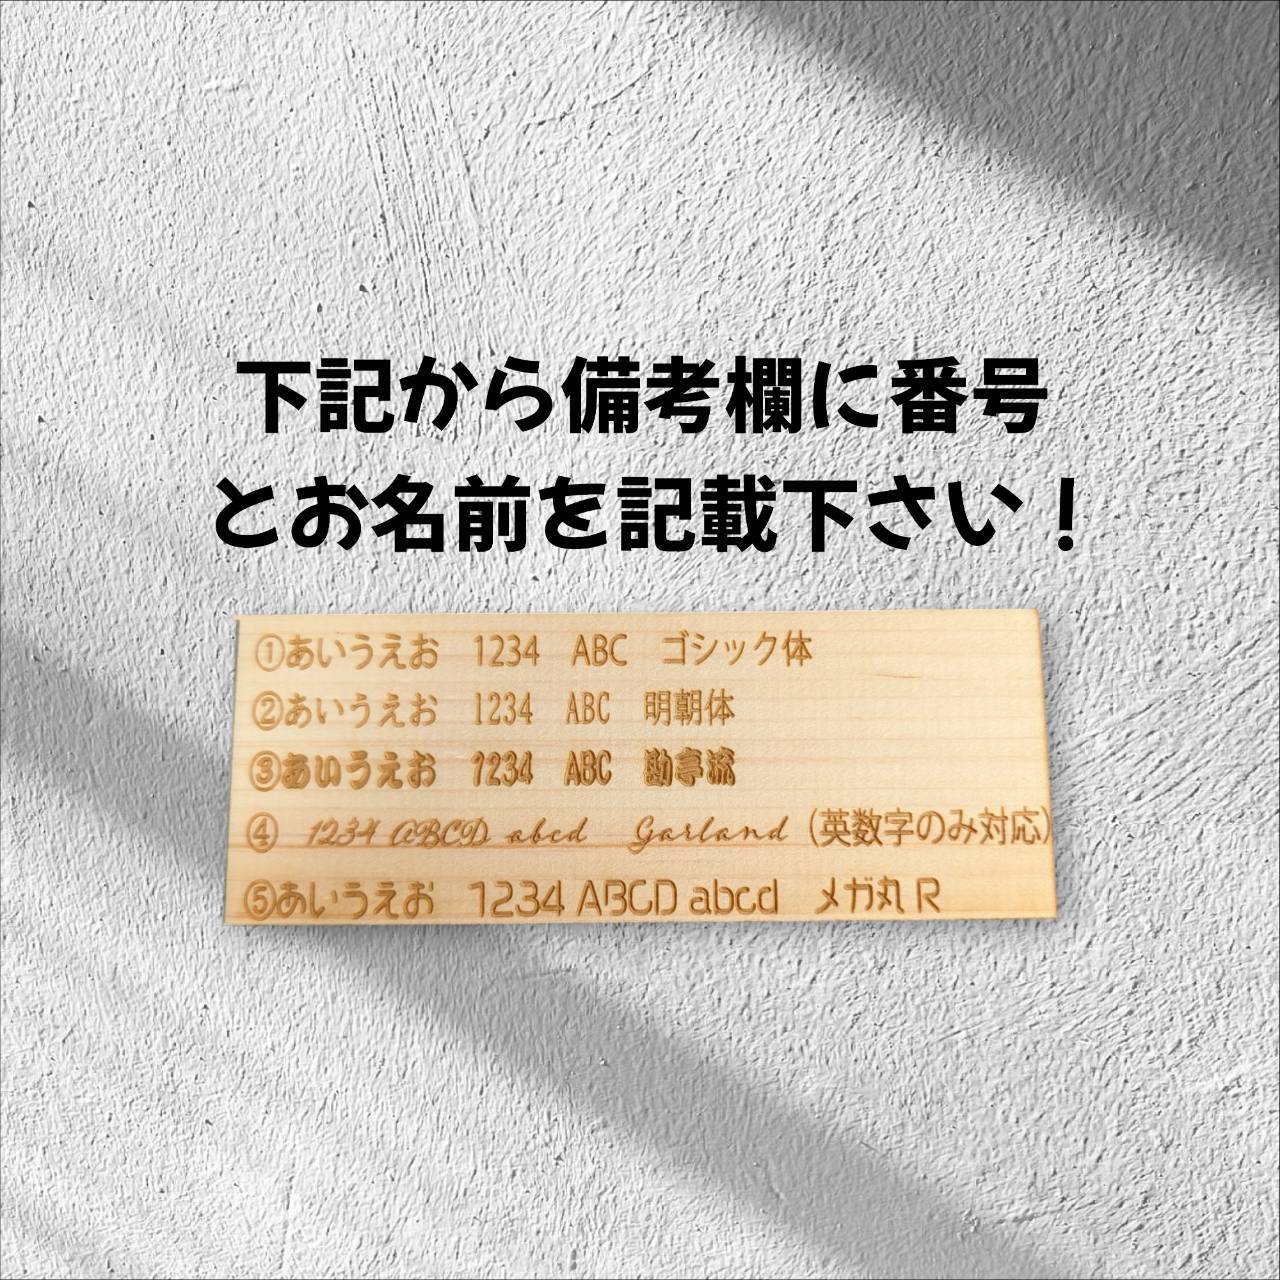 下記から備考欄に番号
とお名前を記載下さい！
①あいうえお　1234　ABC　ゴシック体
②あいうえお　1234　ABC　明朝体
③あいうえお　1234　ABC　勘亭流
④　1234 ABCD abcd　Garland（英数字のみ対応）
⑤あいうえお　1234 ABCD abcd　メガ丸 R